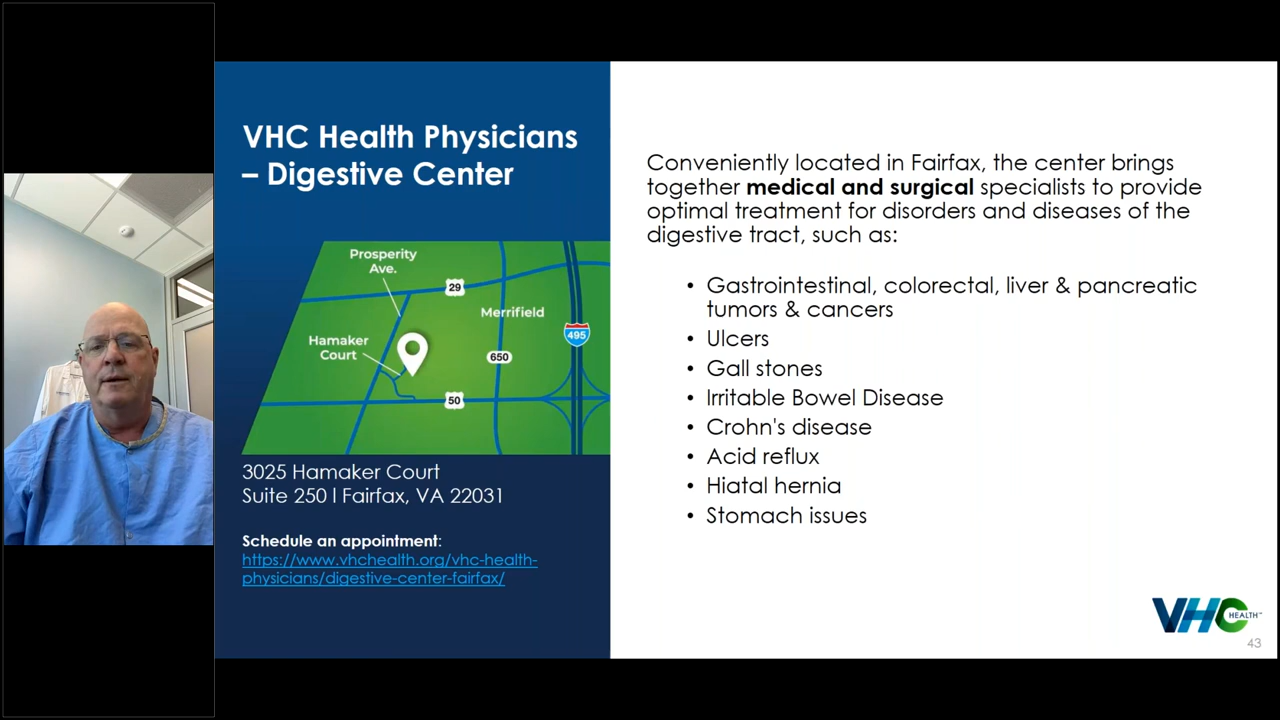 VHC Health Physicians
– Digestive Center
Prosperity
Ave.
29
Merrifield
495
Hamaker
Court
650
50
3025 Hamaker Court
Suite 250 l Fairfax, VA 22031
Schedule an appointment:
https://www.vhchealth.org/vhc-health-
physicians/digestive-center-fairfax/
Conveniently located in Fairfax, the center brings
together medical and surgical specialists to provide
optimal treatment for disorders and diseases of the
digestive tract, such as:
• Gastrointestinal, colorectal, liver & pancreatic
tumors & cancers
• Ulcers
• Gall stones
• Irritable Bowel Disease
• Crohn's disease
• Acid reflux
• Hiatal hernia
• Stomach issues
VHC HEALTH™
43